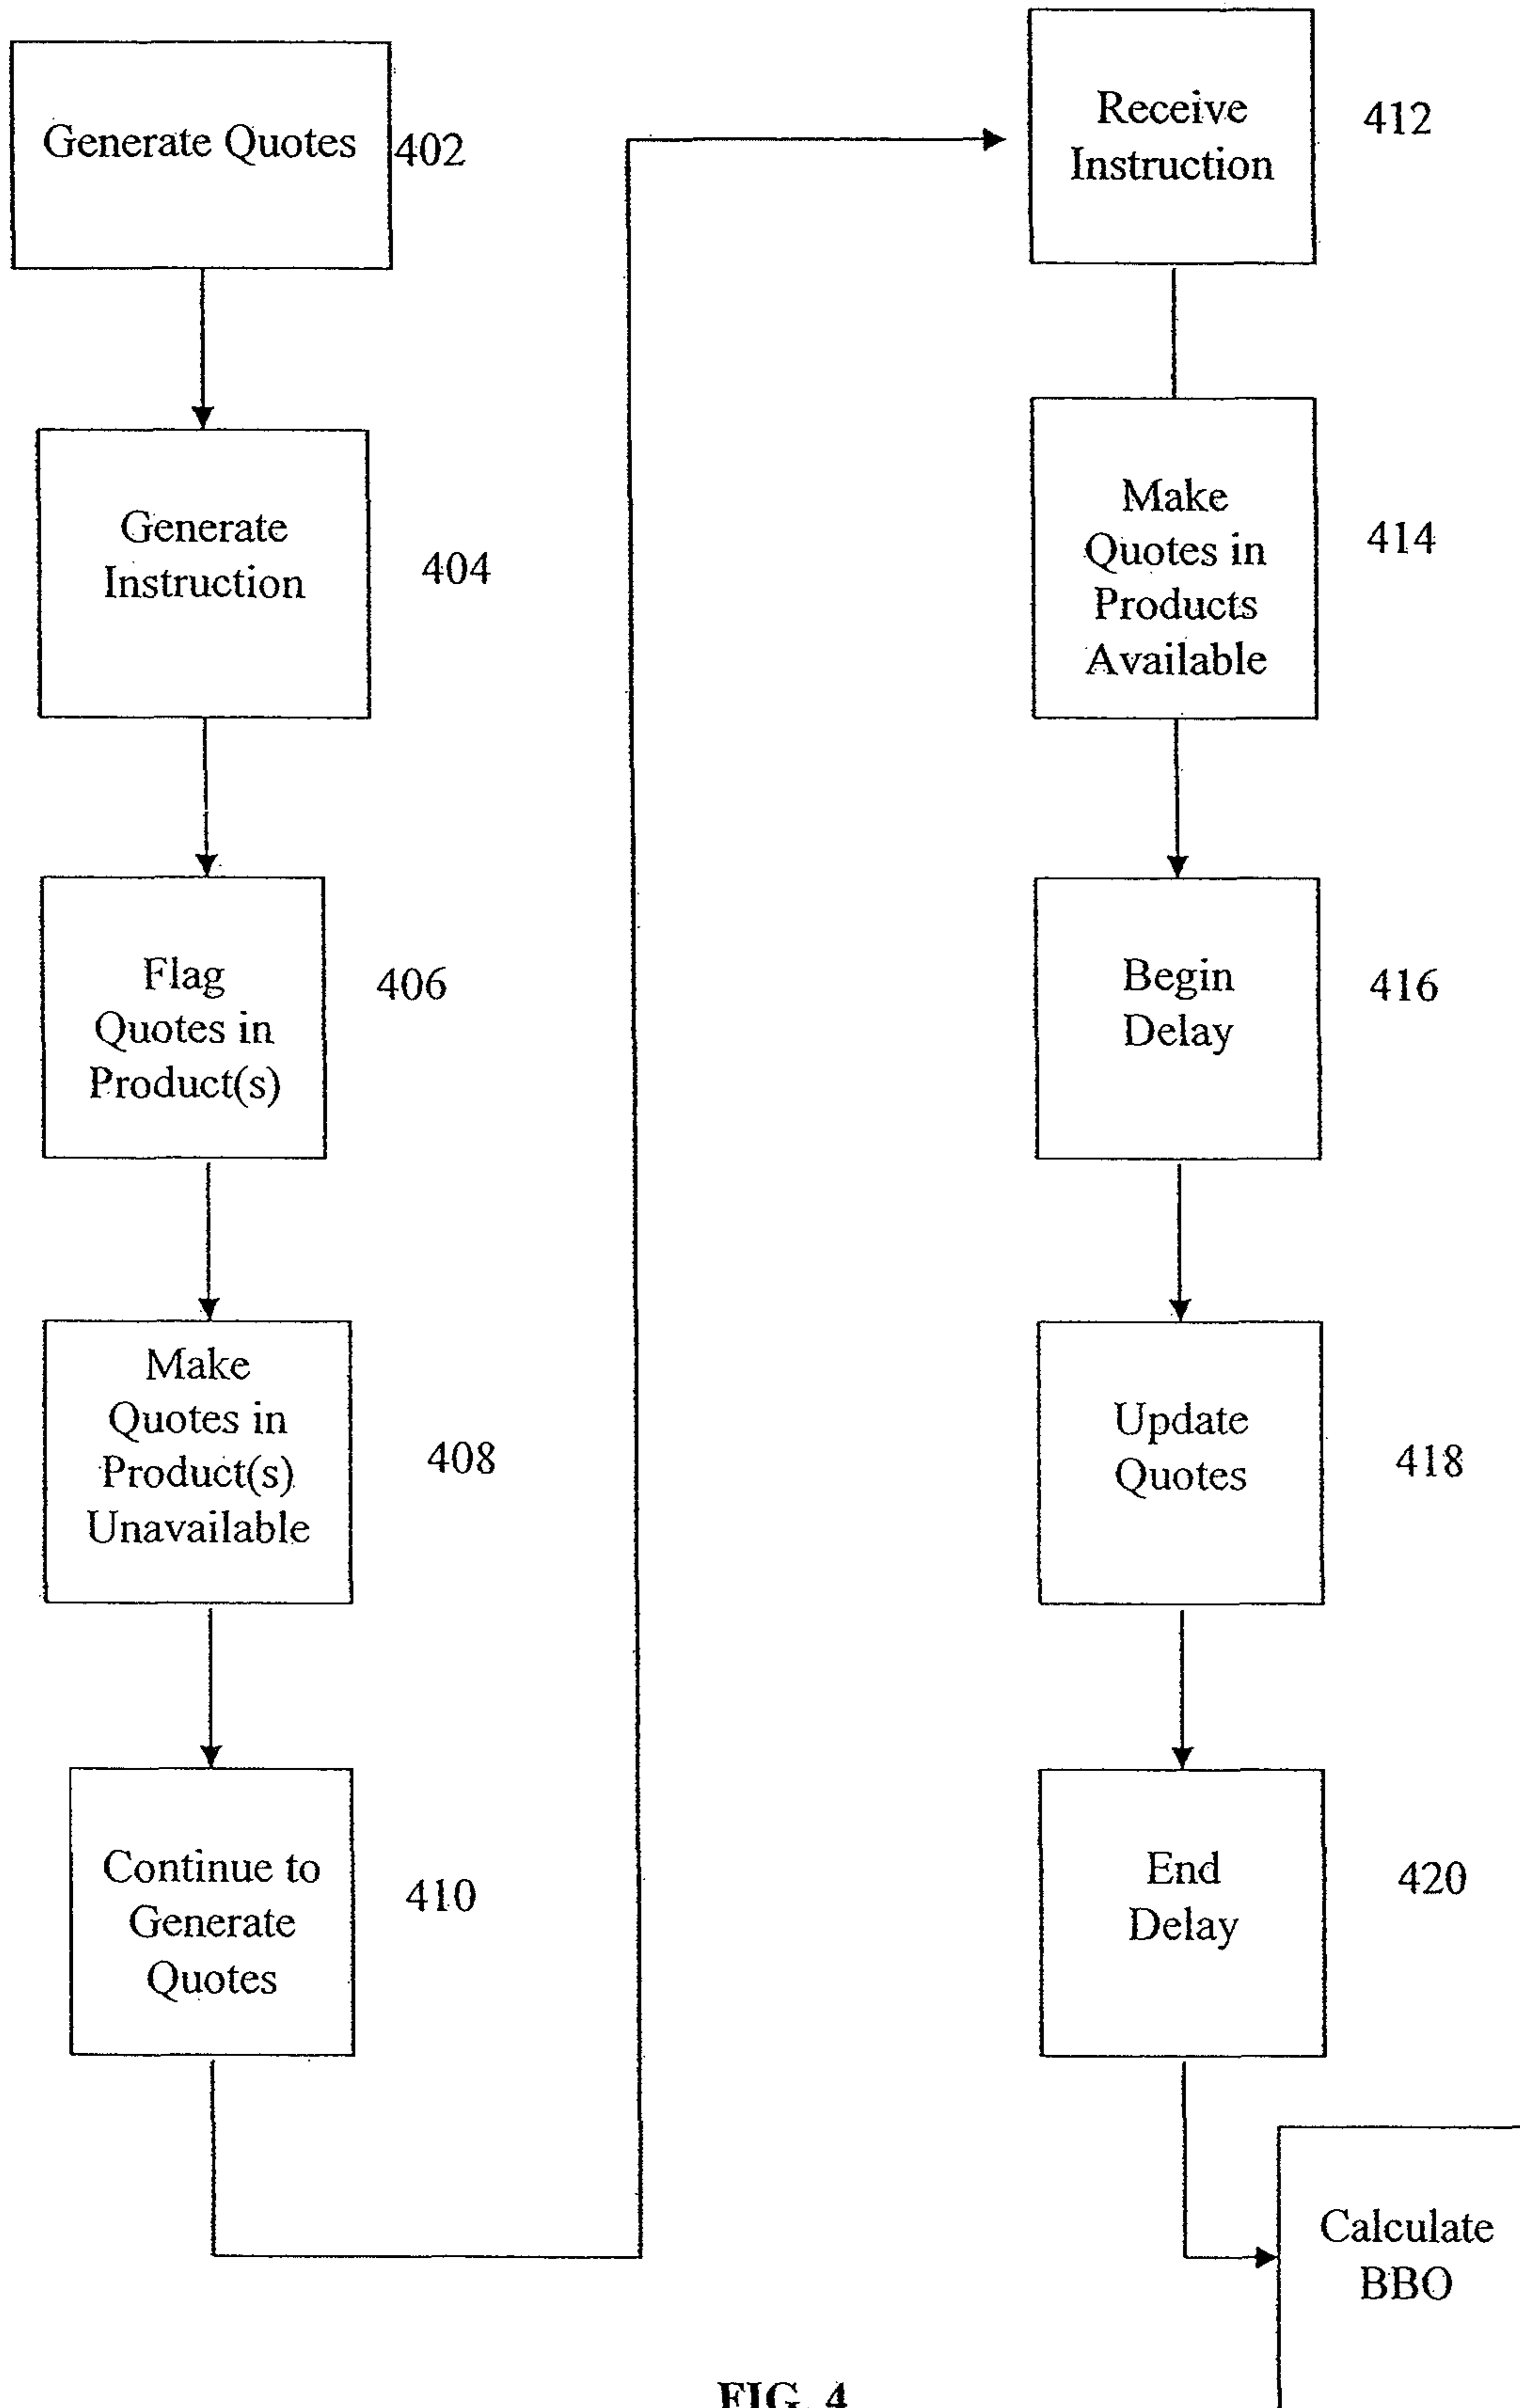 Generate Quotes
402
Generate
Instruction
404
Flag
Quotes in
Product(s)
406
Make
Quotes in
Product(s)
Unavailable
408
Continue to
Generate
Quotes
410
Receive
Instruction
412
Make
Quotes in
Products
Available
414
Begin
Delay
416
Update
Quotes
418
End
Delay
420
Calculate
BBO
FIG. 4